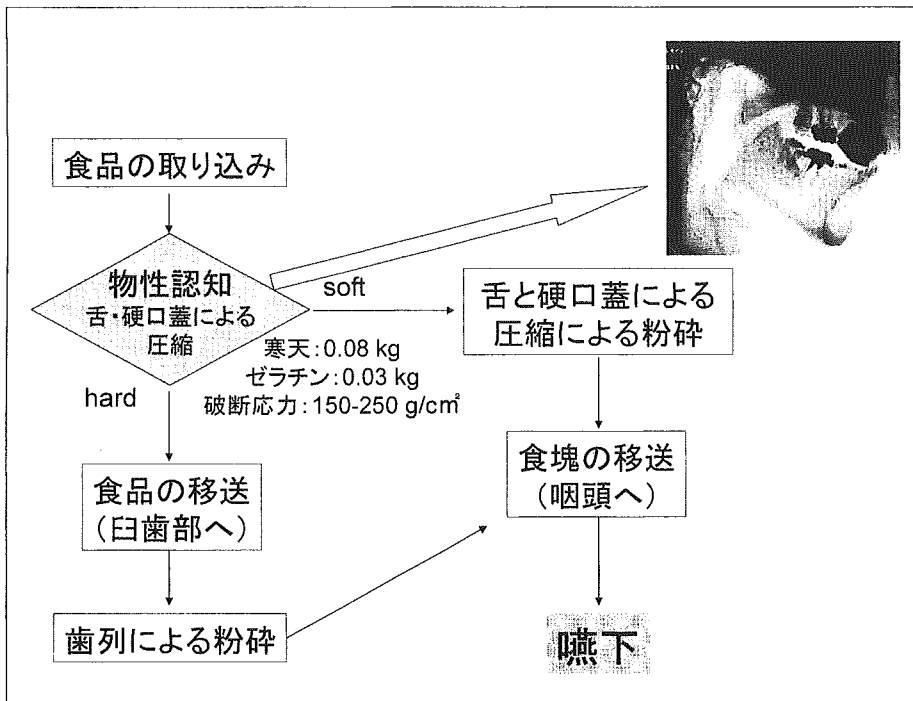 食品の取り込み
物性認知
舌・硬口蓋による
圧縮
soft
hard
寒天:0.08 kg
ゼラチン:0.03 kg
破断応力:150-250 g/c㎡
舌と硬口蓋による
圧縮による粉砕
食品の移送
(臼歯部へ)
食塊の移送
(咽頭へ)
歯列による粉砕
嚥下